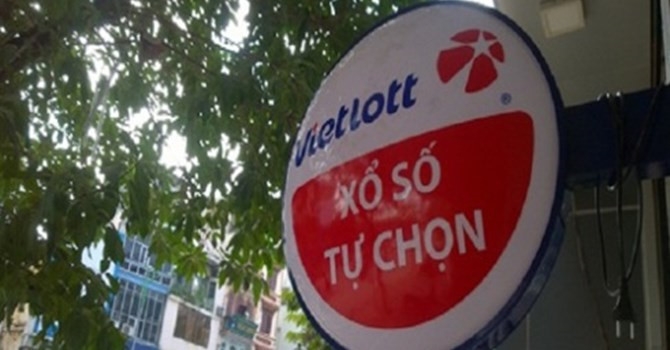 Vietlott
®
XỔ SỐ
TỰ CHỌN